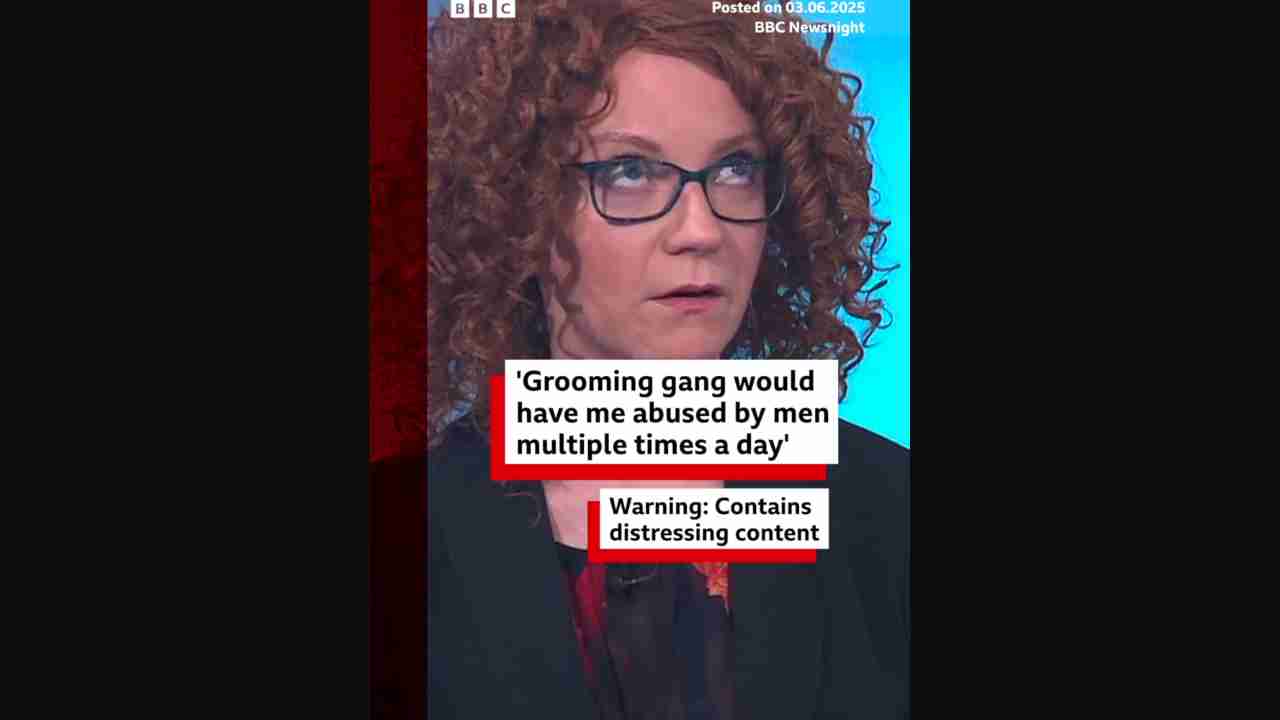 BBC
Posted on 03.06.2025
BBC Newsnight
'Grooming gang would
have me abused by men
multiple times a day'
Warning: Contains
distressing content